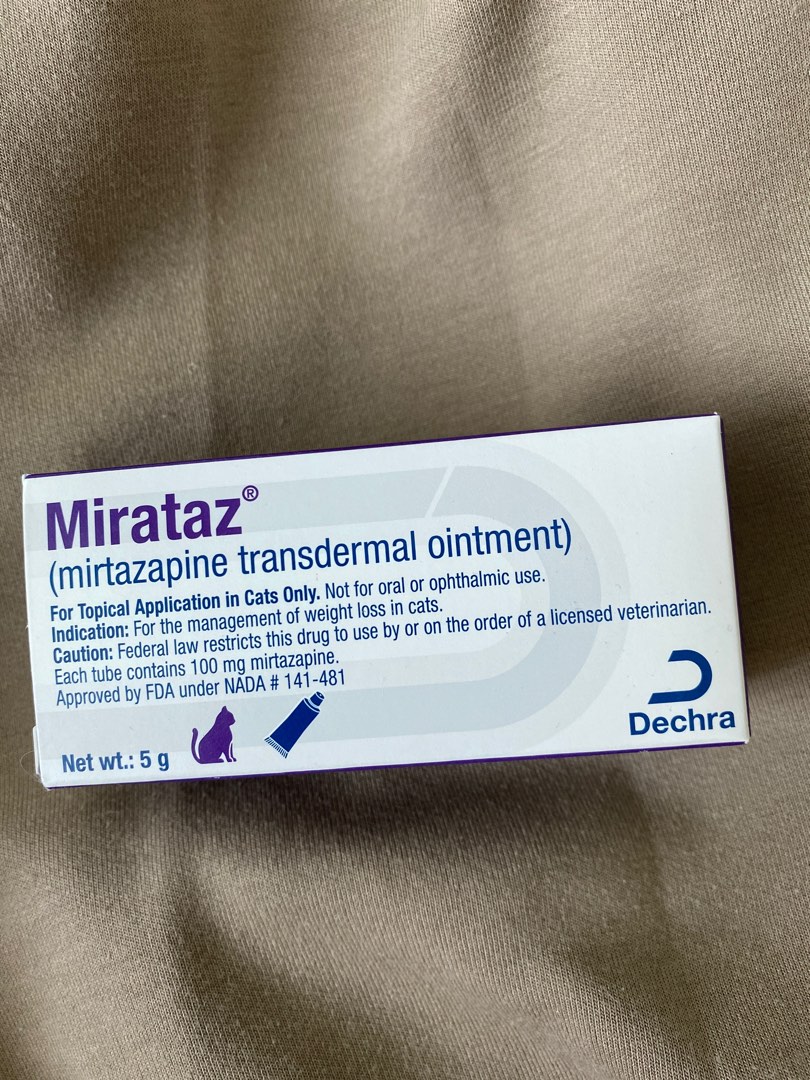 Mirataz®
(mirtazapine transdermal ointment)
For Topical Application in Cats Only. Not for oral or ophthalmic use.
Indication: For the management of weight loss in cats.
Caution: Federal law restricts this drug to use by or on the order of a licensed veterinarian.
Each tube contains 100 mg mirtazapine.
Approved by FDA under NADA # 141-481
Net wt.: 5 g
Dechra